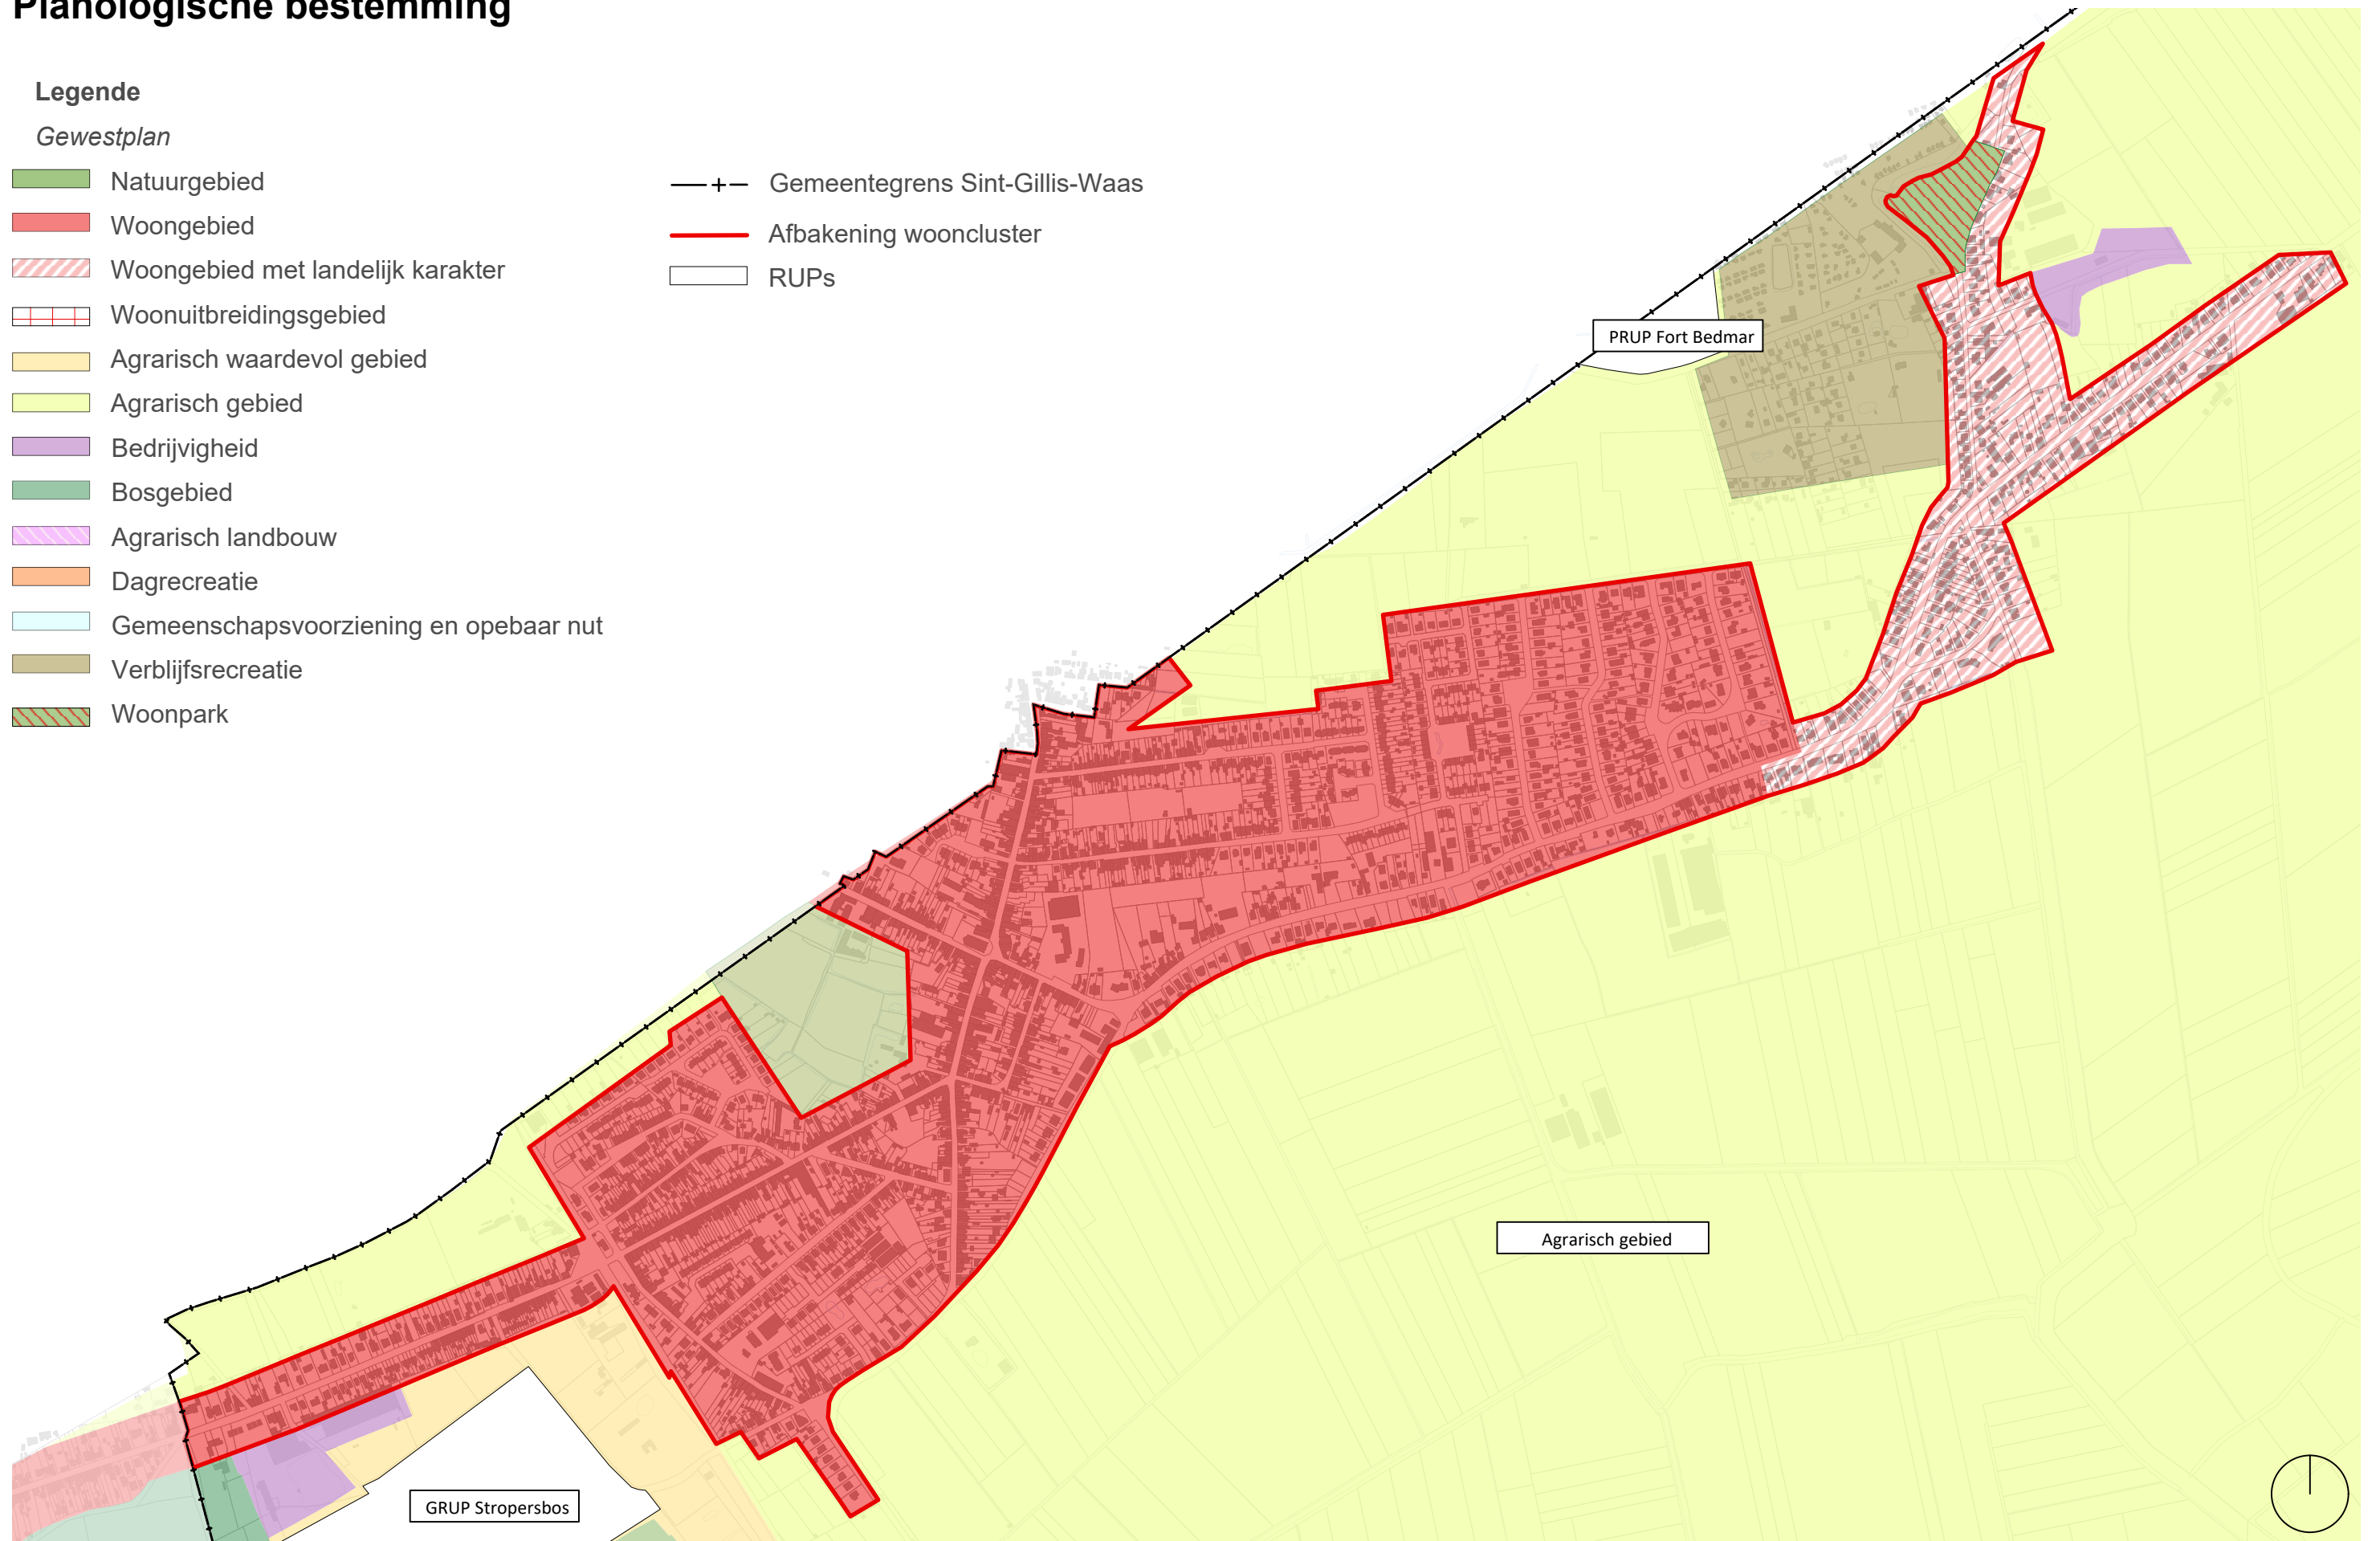 Planologische bestemming
Legende
Gewestplan
Natuurgebied
Woongebied
Woongebied met landelijk karakter
Woonuitbreidingsgebied
Agrarisch waardevol gebied
Agrarisch gebied
Bedrijvigheid
Bosgebied
Agrarisch landbouw
Dagrecreatie
Gemeenschapsvoorziening en opebaar nut
Verblijfsrecreatie
Woonpark
Gemeentegrens Sint-Gillis-Waas
Afbakening wooncluster
RUPs
PRUP Fort Bedmar
Agrarisch gebied
GRUP Stropersbos